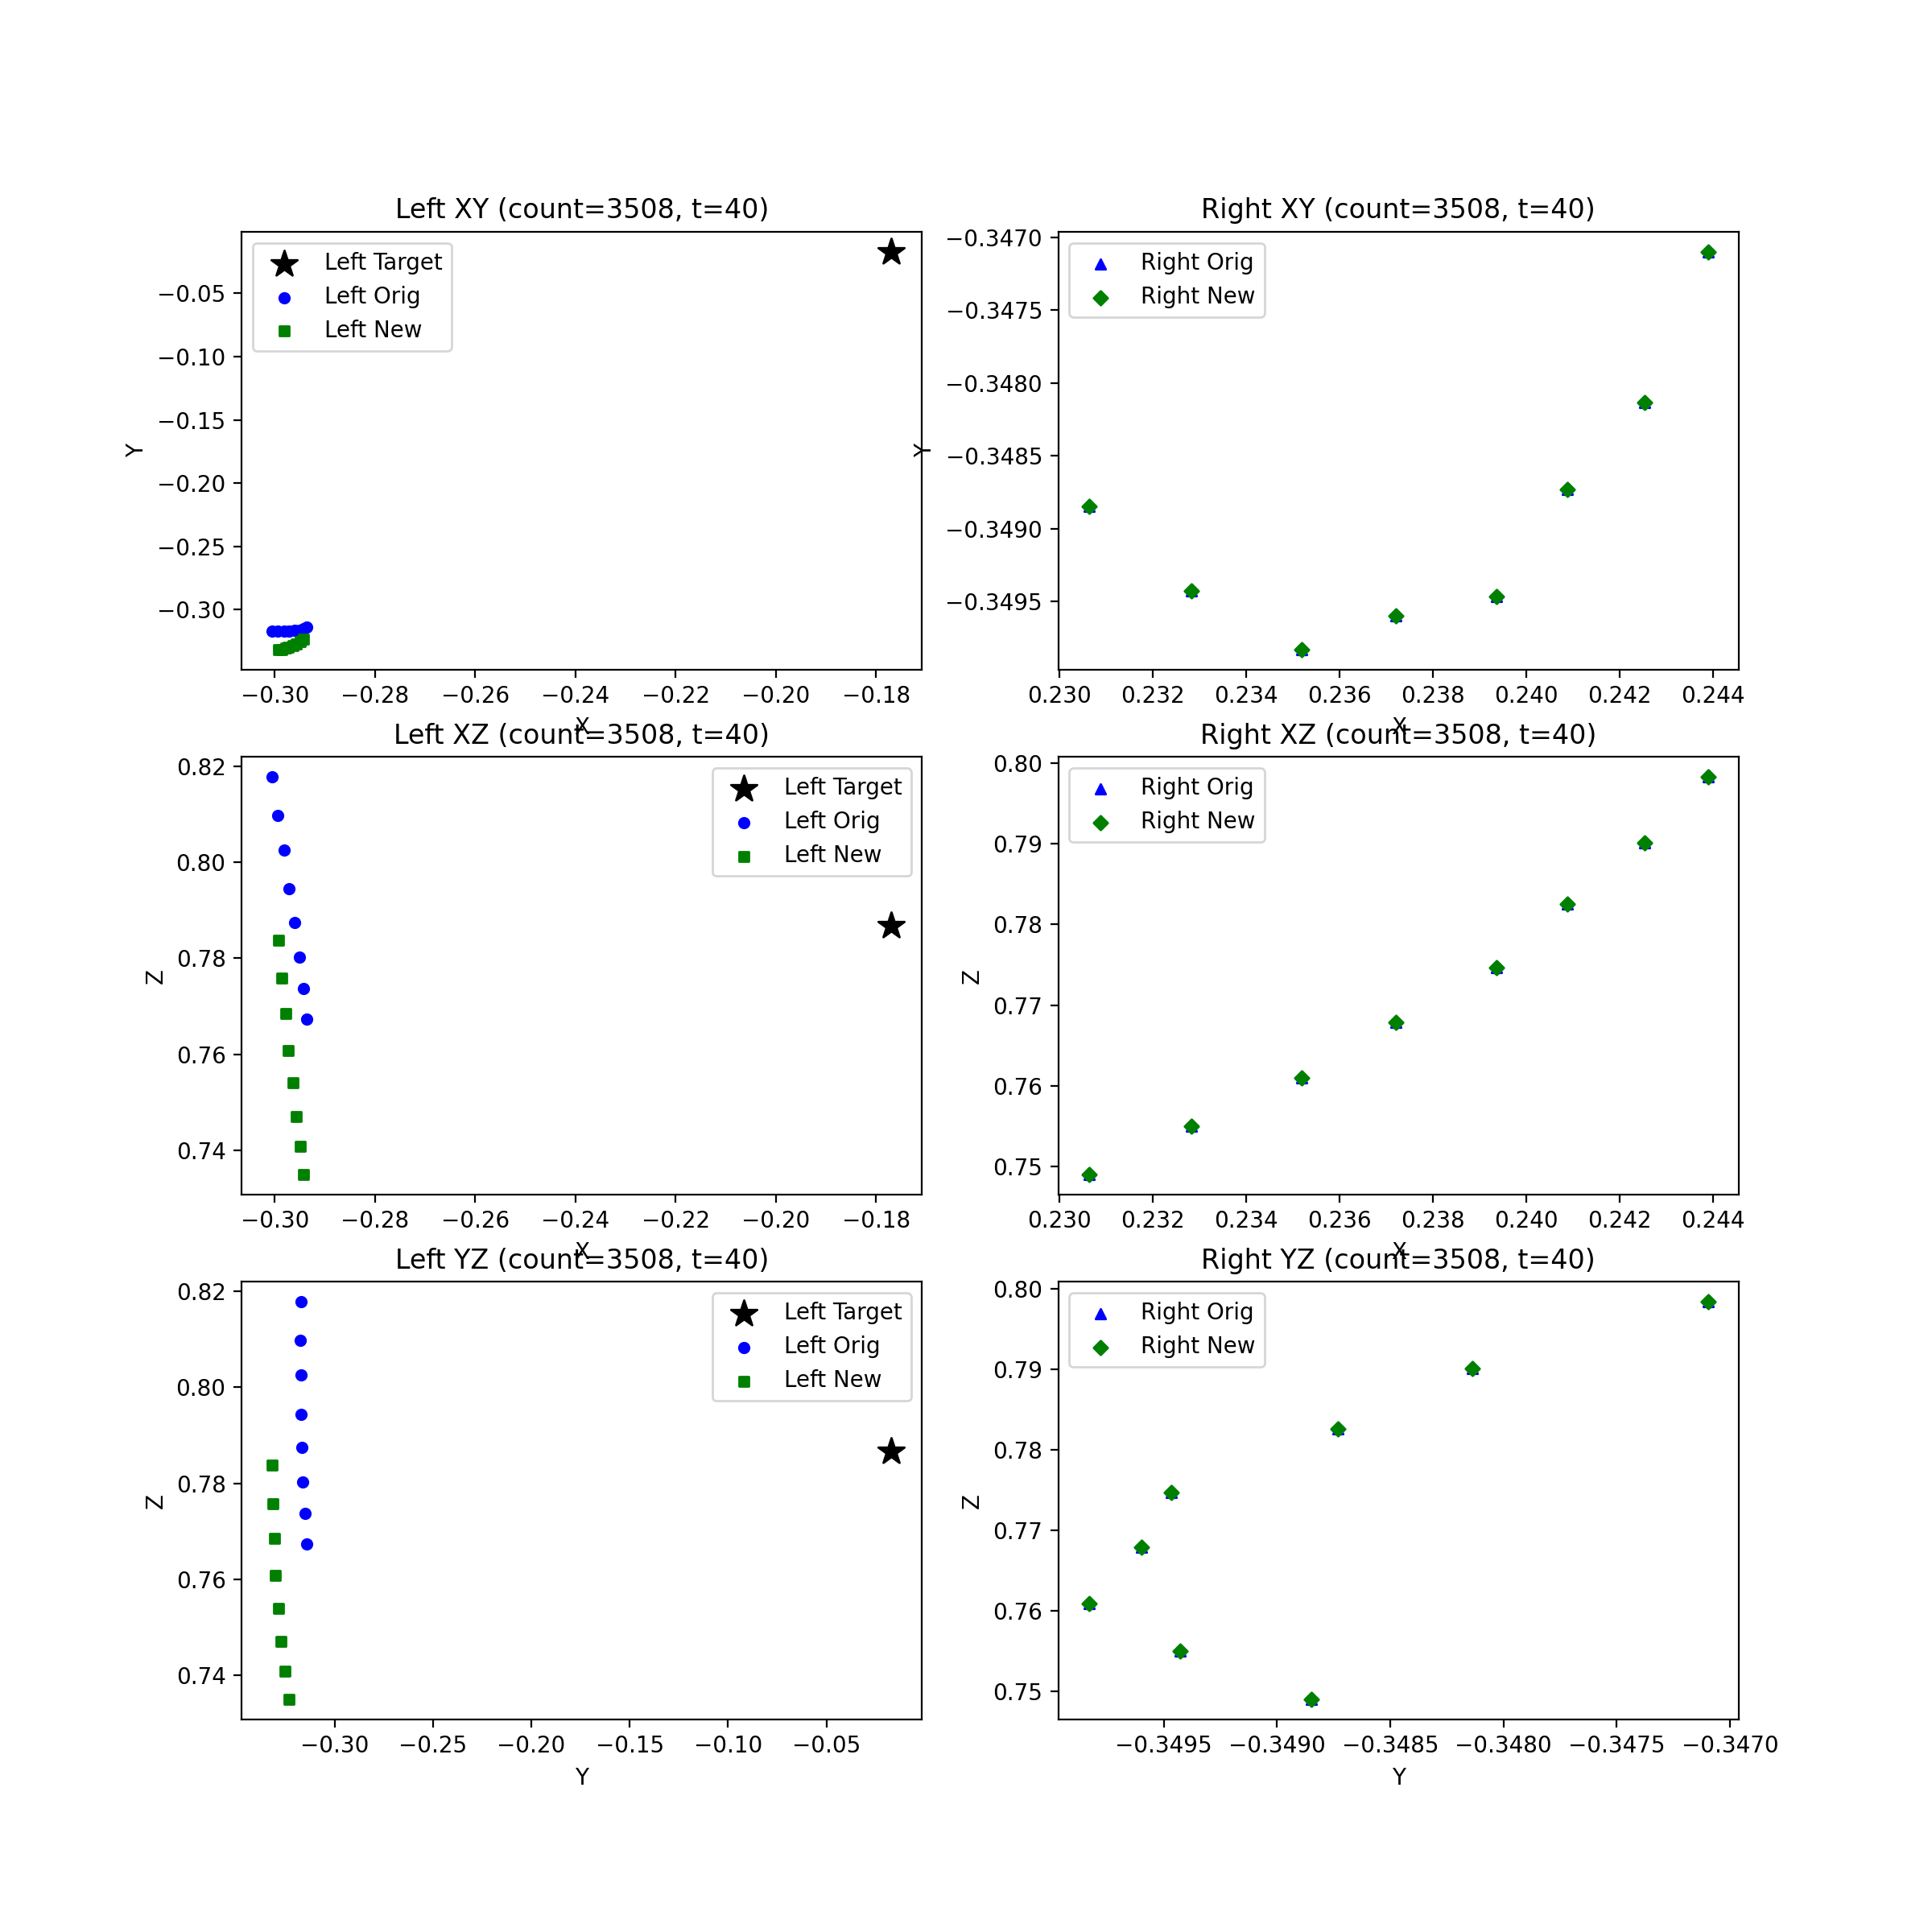 Left XY (count=3508, t=40)
Left Target
Left Orig
Left New
Y
−0.05
−0.10
−0.15
−0.20
−0.25
−0.30
−0.30 −0.28 −0.26 −0.24 −0.22 −0.20 −0.18
X
Right XY (count=3508, t=40)
Right Orig
Right New
Y
−0.3470
−0.3475
−0.3480
−0.3485
−0.3490
−0.3495
0.230 0.232 0.234 0.236 0.238 0.240 0.242 0.244
X
Left XZ (count=3508, t=40)
Left Target
Left Orig
Left New
Z
0.82
0.80
0.78
0.76
0.74
−0.30 −0.28 −0.26 −0.24 −0.22 −0.20 −0.18
X
Right XZ (count=3508, t=40)
Right Orig
Right New
Z
0.80
0.79
0.78
0.77
0.76
0.75
0.230 0.232 0.234 0.236 0.238 0.240 0.242 0.244
X
Left YZ (count=3508, t=40)
Left Target
Left Orig
Left New
Z
0.82
0.80
0.78
0.76
0.74
−0.30 −0.25 −0.20 −0.15 −0.10 −0.05
Y
Right YZ (count=3508, t=40)
Right Orig
Right New
Z
0.80
0.79
0.78
0.77
0.76
0.75
−0.3495 −0.3490 −0.3485 −0.3480 −0.3475 −0.3470
Y